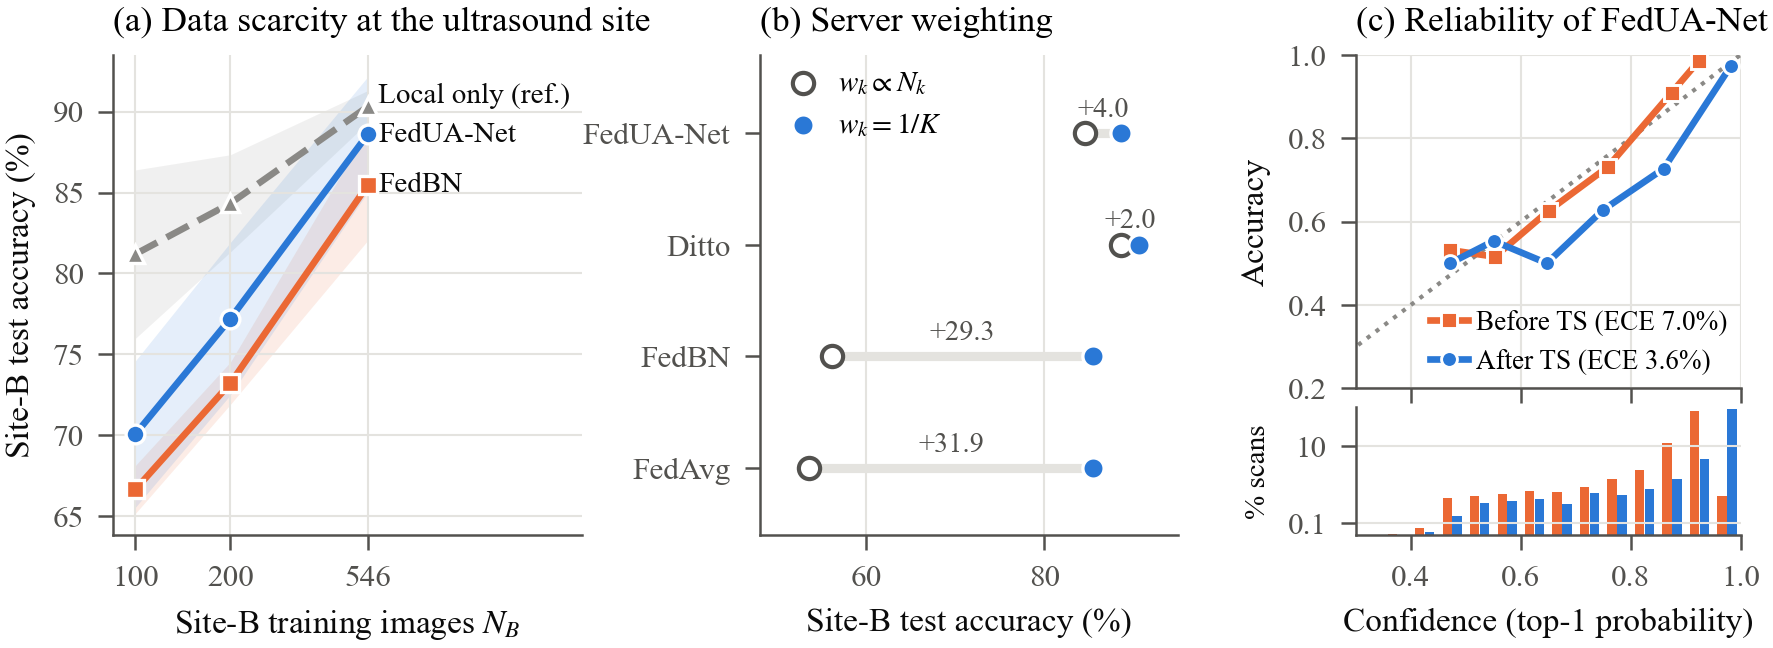 (a) Data scarcity at the ultrasound site
Site-B test accuracy (%)
90
85
80
75
70
65
Local only (ref.)
FedUA-Net
FedBN
100 200 546
Site-B training images N_B
(b) Server weighting
w_k ∝ N_k
w_k = 1/K
FedUA-Net
Ditto
FedBN
FedAvg
+4.0
+2.0
+29.3
+31.9
60 80
Site-B test accuracy (%)
(c) Reliability of FedUA-Net
Accuracy
1.0
0.8
0.6
0.4
0.2
Before TS (ECE 7.0%)
After TS (ECE 3.6%)
% scans
10
0.1
0.4 0.6 0.8 1.0
Confidence (top-1 probability)